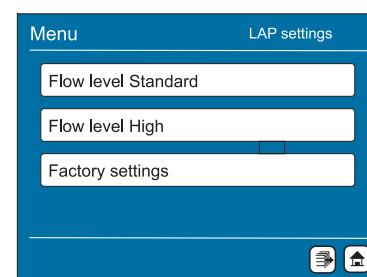 Menu
LAP settings
Flow level Standard
Flow level High
Factory settings